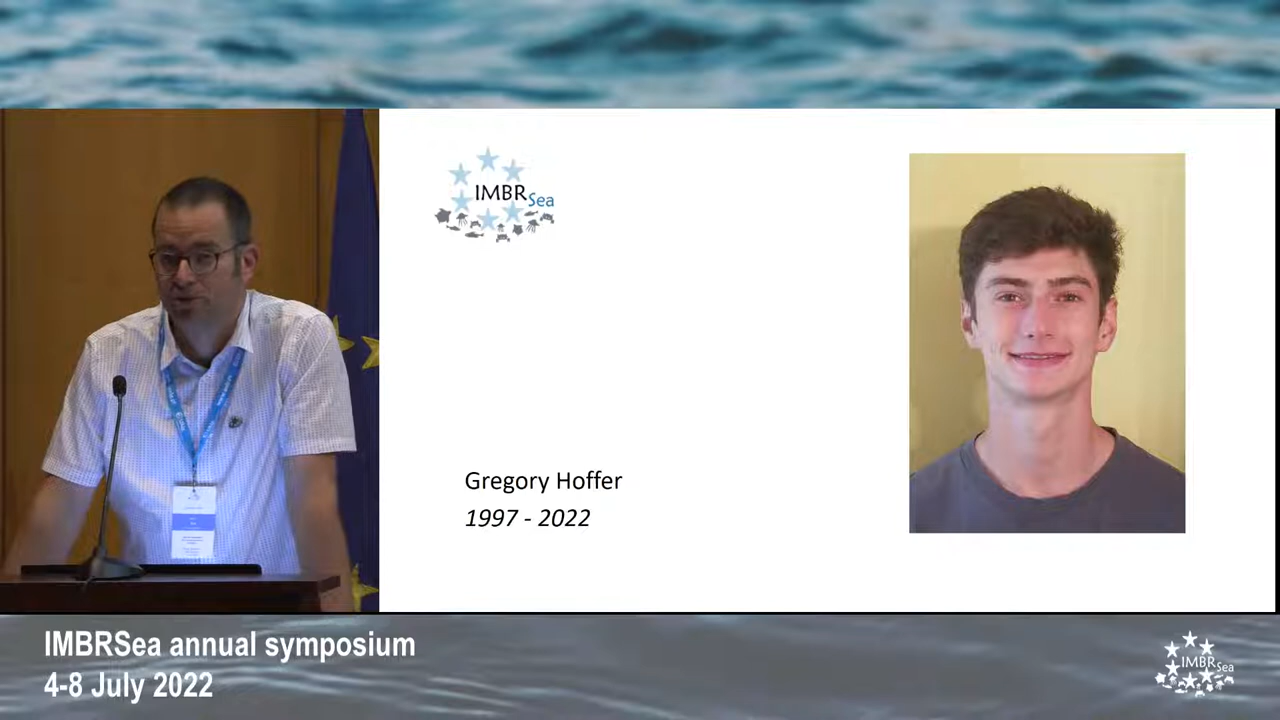 IMBRSea
Gregory Hoffer
1997 - 2022
IMBRSea annual symposium
4-8 July 2022
IMBRSea